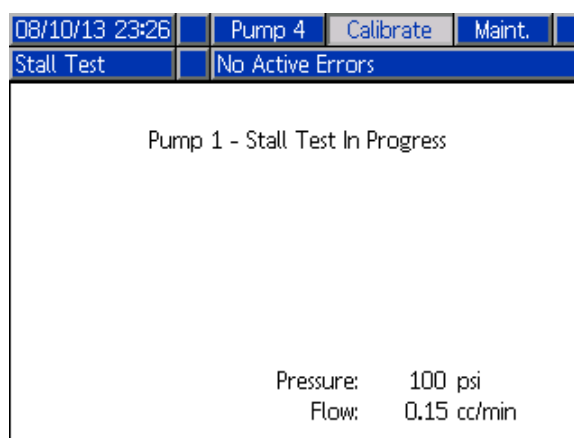 08/10/13 23:26 Pump 4 Calibrate Maint.
Stall Test No Active Errors
Pump 1 - Stall Test In Progress
Pressure: 100 psi
Flow: 0.15 cc/min